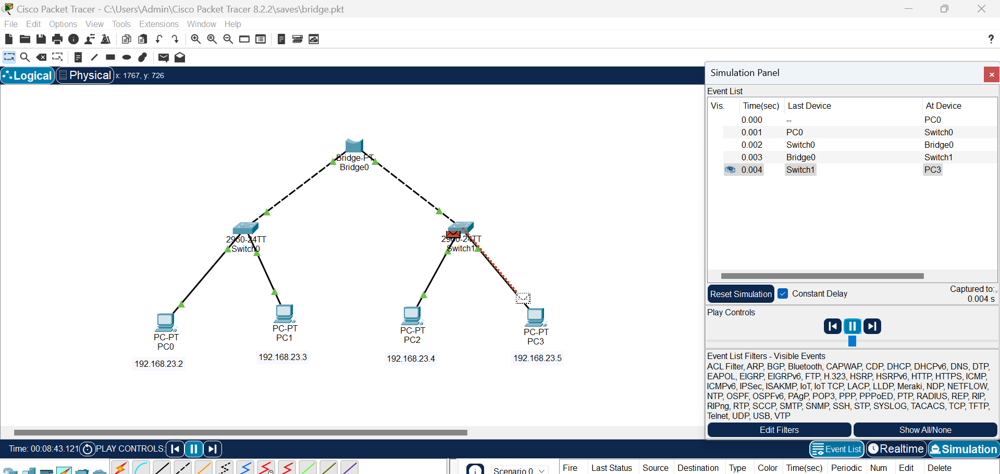 Cisco Packet Tracer - C:\Users\Admin\Cisco Packet Tracer 8.2.2\saves\bridge.pkt
File Edit Options View Tools Extensions Window Help
?
Logical Physical x: 1767, y: 726
Simulation Panel
Event List
Vis. Time(sec) Last Device At Device
0.000 -- PC0
0.001 PC0 Switch0
0.002 Switch0 Bridge0
0.003 Bridge0 Switch1
0.004 Switch1 PC3
Bridge-PT
Bridge0
2960-24TT
Switch0
2960-24TT
Switch1
PC-PT
PC0
192.168.23.2
PC-PT
PC1
192.168.23.3
PC-PT
PC2
192.168.23.4
PC-PT
PC3
192.168.23.5
Reset Simulation Constant Delay Captured to:
0.004 s
Play Controls
Event List Filters - Visible Events
ACL Filter, ARP, BGP, Bluetooth, CAPWAP, CDP, DHCP, DHCPv6, DNS, DTP,
EAPOL, EIGRP, EIGRPv6, FTP, H.323, HSRP, HSRPv6, HTTP, HTTPS, ICMP,
ICMPv6, IPSec, ISAKMP, IoT, IoT TCP, LACP, LLDP, Meraki, NDP, NETFLOW,
NTP, OSPF, OSPFv6, PAgP, POP3, PPP, PPPoED, PTP, RADIUS, REP, RIP,
RIPng, RTP, SCCP, SMTP, SNMP, SSH, STP, SYSLOG, TACACS, TCP, TFTP,
Telnet, UDP, USB, VTP
Edit Filters Show All/None
Time: 00:08:43.121 PLAY CONTROLS: Event List Realtime Simulation
Scenario 0 Fire Last Status Source Destination Type Color Time(sec) Periodic Num Edit Delete